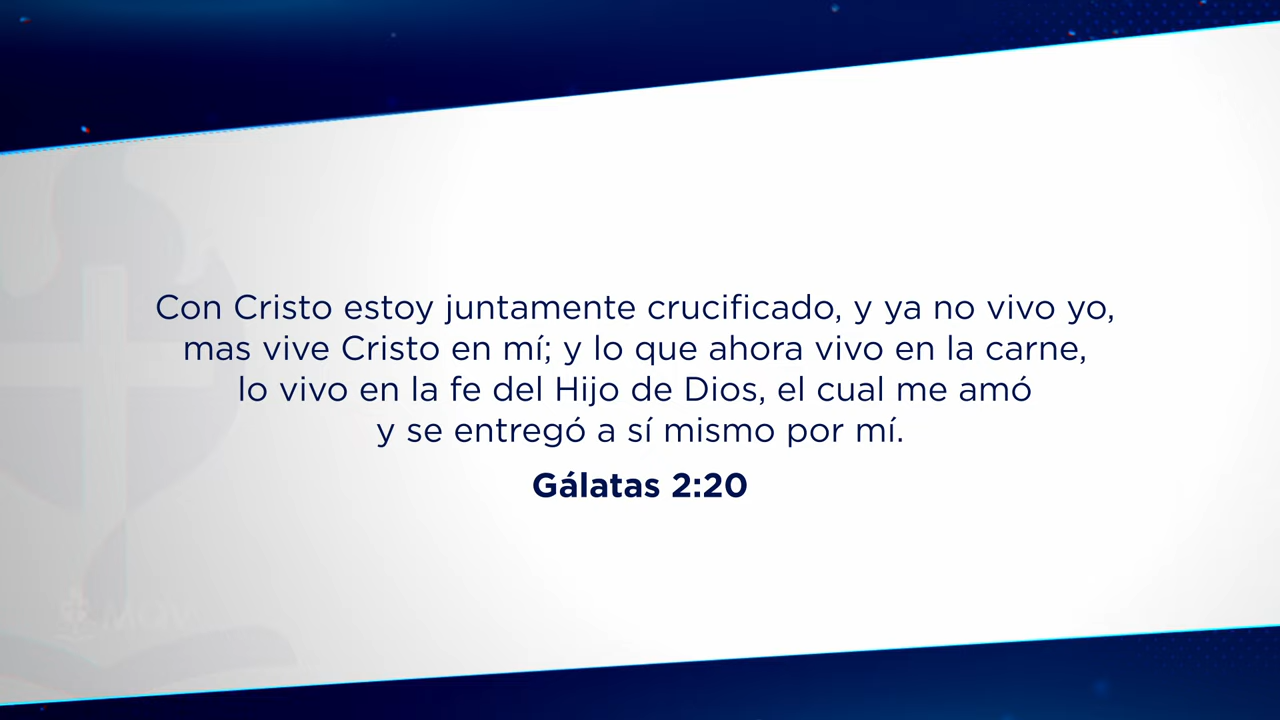 Con Cristo estoy juntamente crucificado, y ya no vivo yo,
mas vive Cristo en mí; y lo que ahora vivo en la carne,
lo vivo en la fe del Hijo de Dios, el cual me amó
y se entregó a sí mismo por mí.
Gálatas 2:20